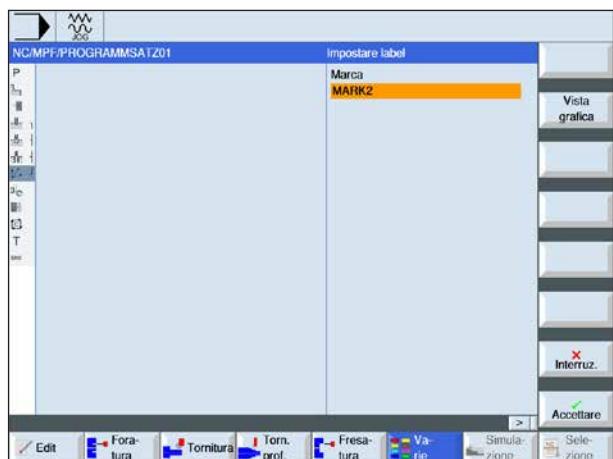 JOG
NC/MPF/PROGRAMMSATZ01
Impostare label
P
T
END
Marca
MARK2
Vista
grafica
Interruz.
Accettare
>
Edit
Fora-
tura
Tornitura
Torn.
prof.
Fresa-
tura
Va-
rie
Simula-
zione
Sele-
zione